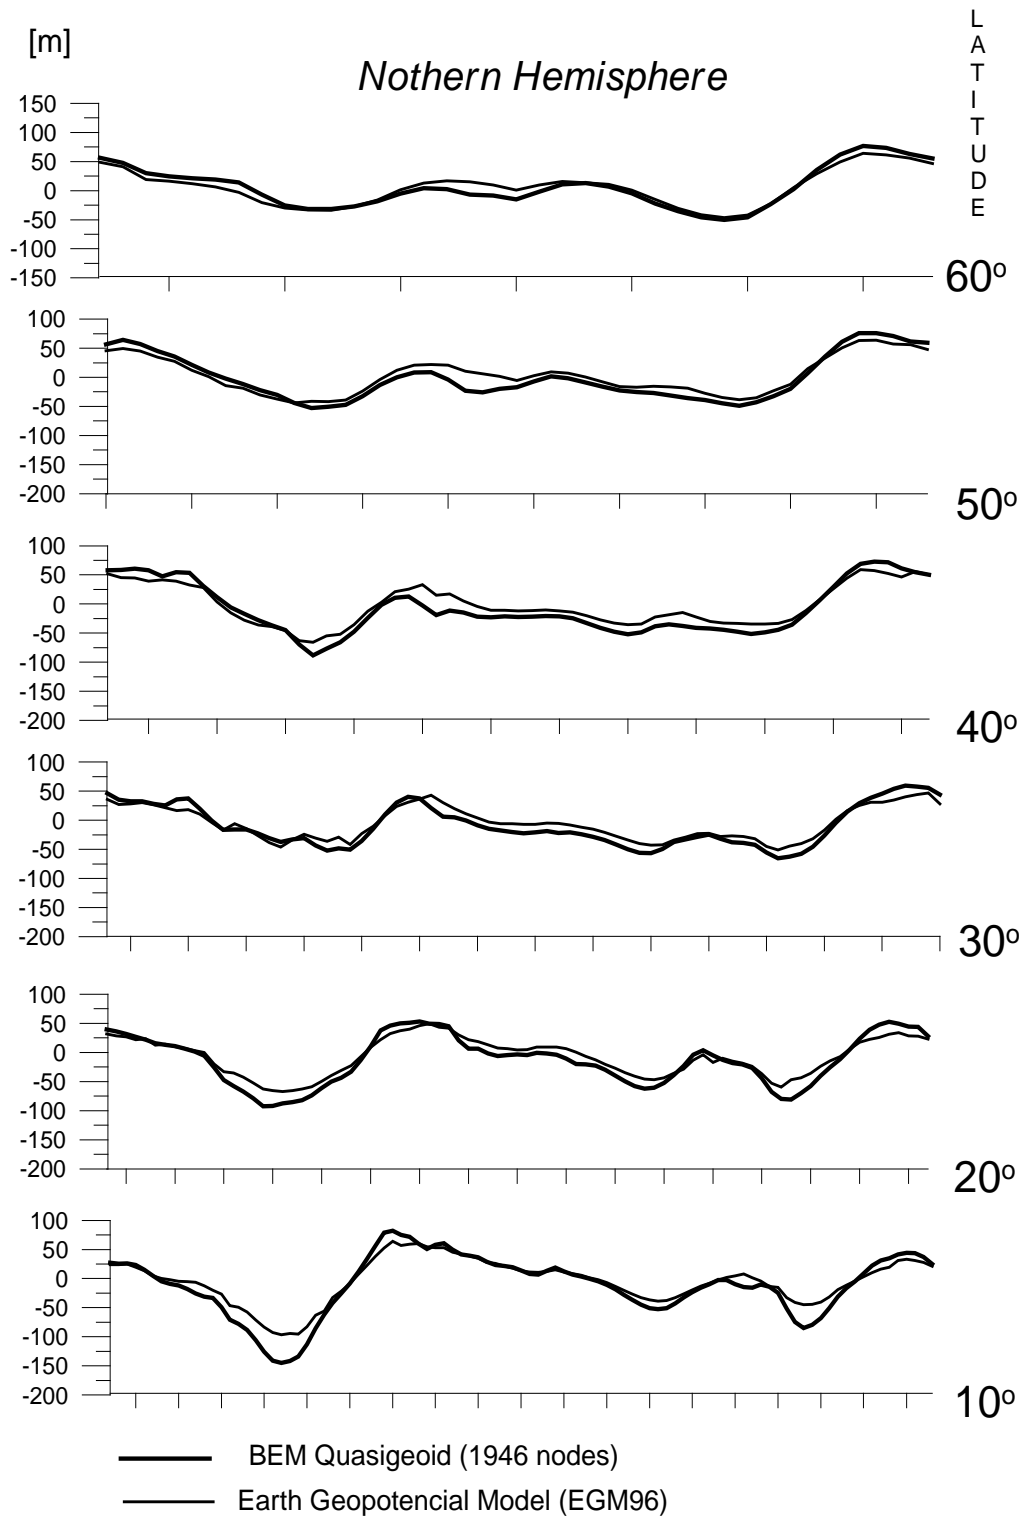 [m]
Nothern Hemisphere
L
A
T
I
T
U
D
E
150
100
50
0
-50
-100
-150
60º
100
50
0
-50
-100
-150
-200
50º
100
50
0
-50
-100
-150
-200
40º
100
50
0
-50
-100
-150
-200
30º
100
50
0
-50
-100
-150
-200
20º
100
50
0
-50
-100
-150
-200
10º
BEM Quasigeoid (1946 nodes)
Earth Geopotencial Model (EGM96)